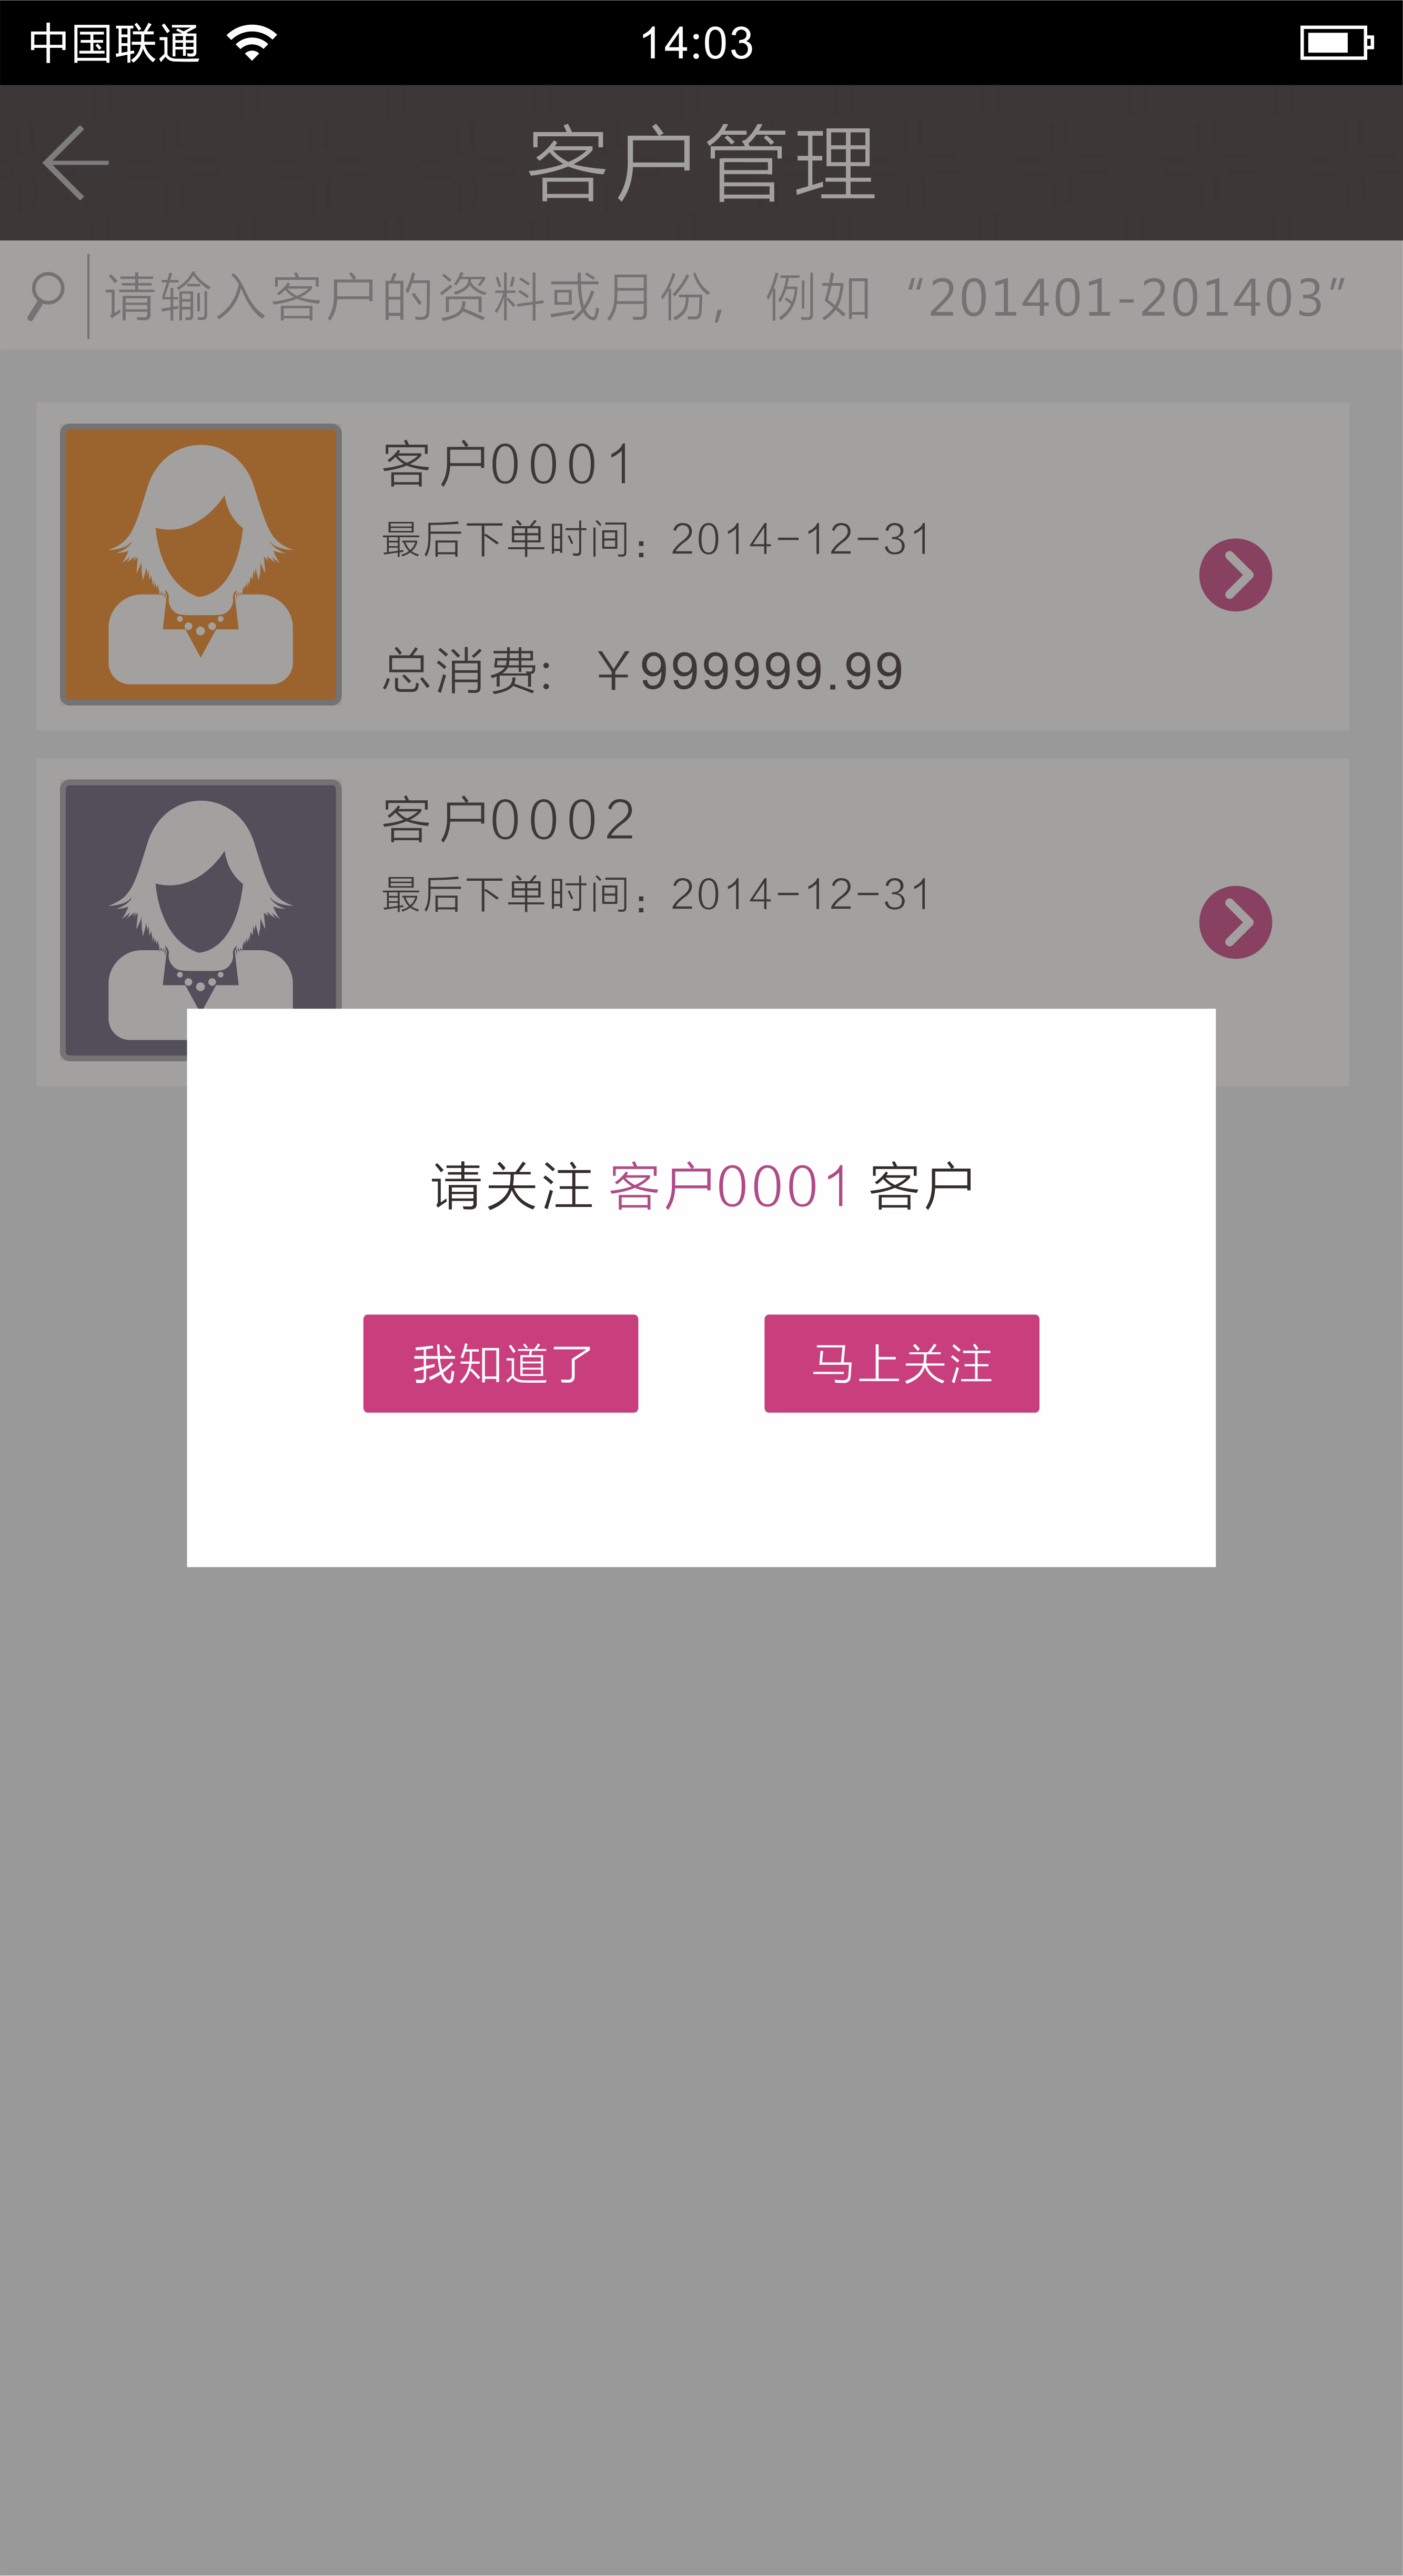 中国联通 14:03
客户管理
请输入客户的资料或月份，例如“201401-201403”
客户0001
最后下单时间：2014-12-31
总消费：￥999999.99
客户0002
最后下单时间：2014-12-31
请关注 客户0001 客户
我知道了 马上关注